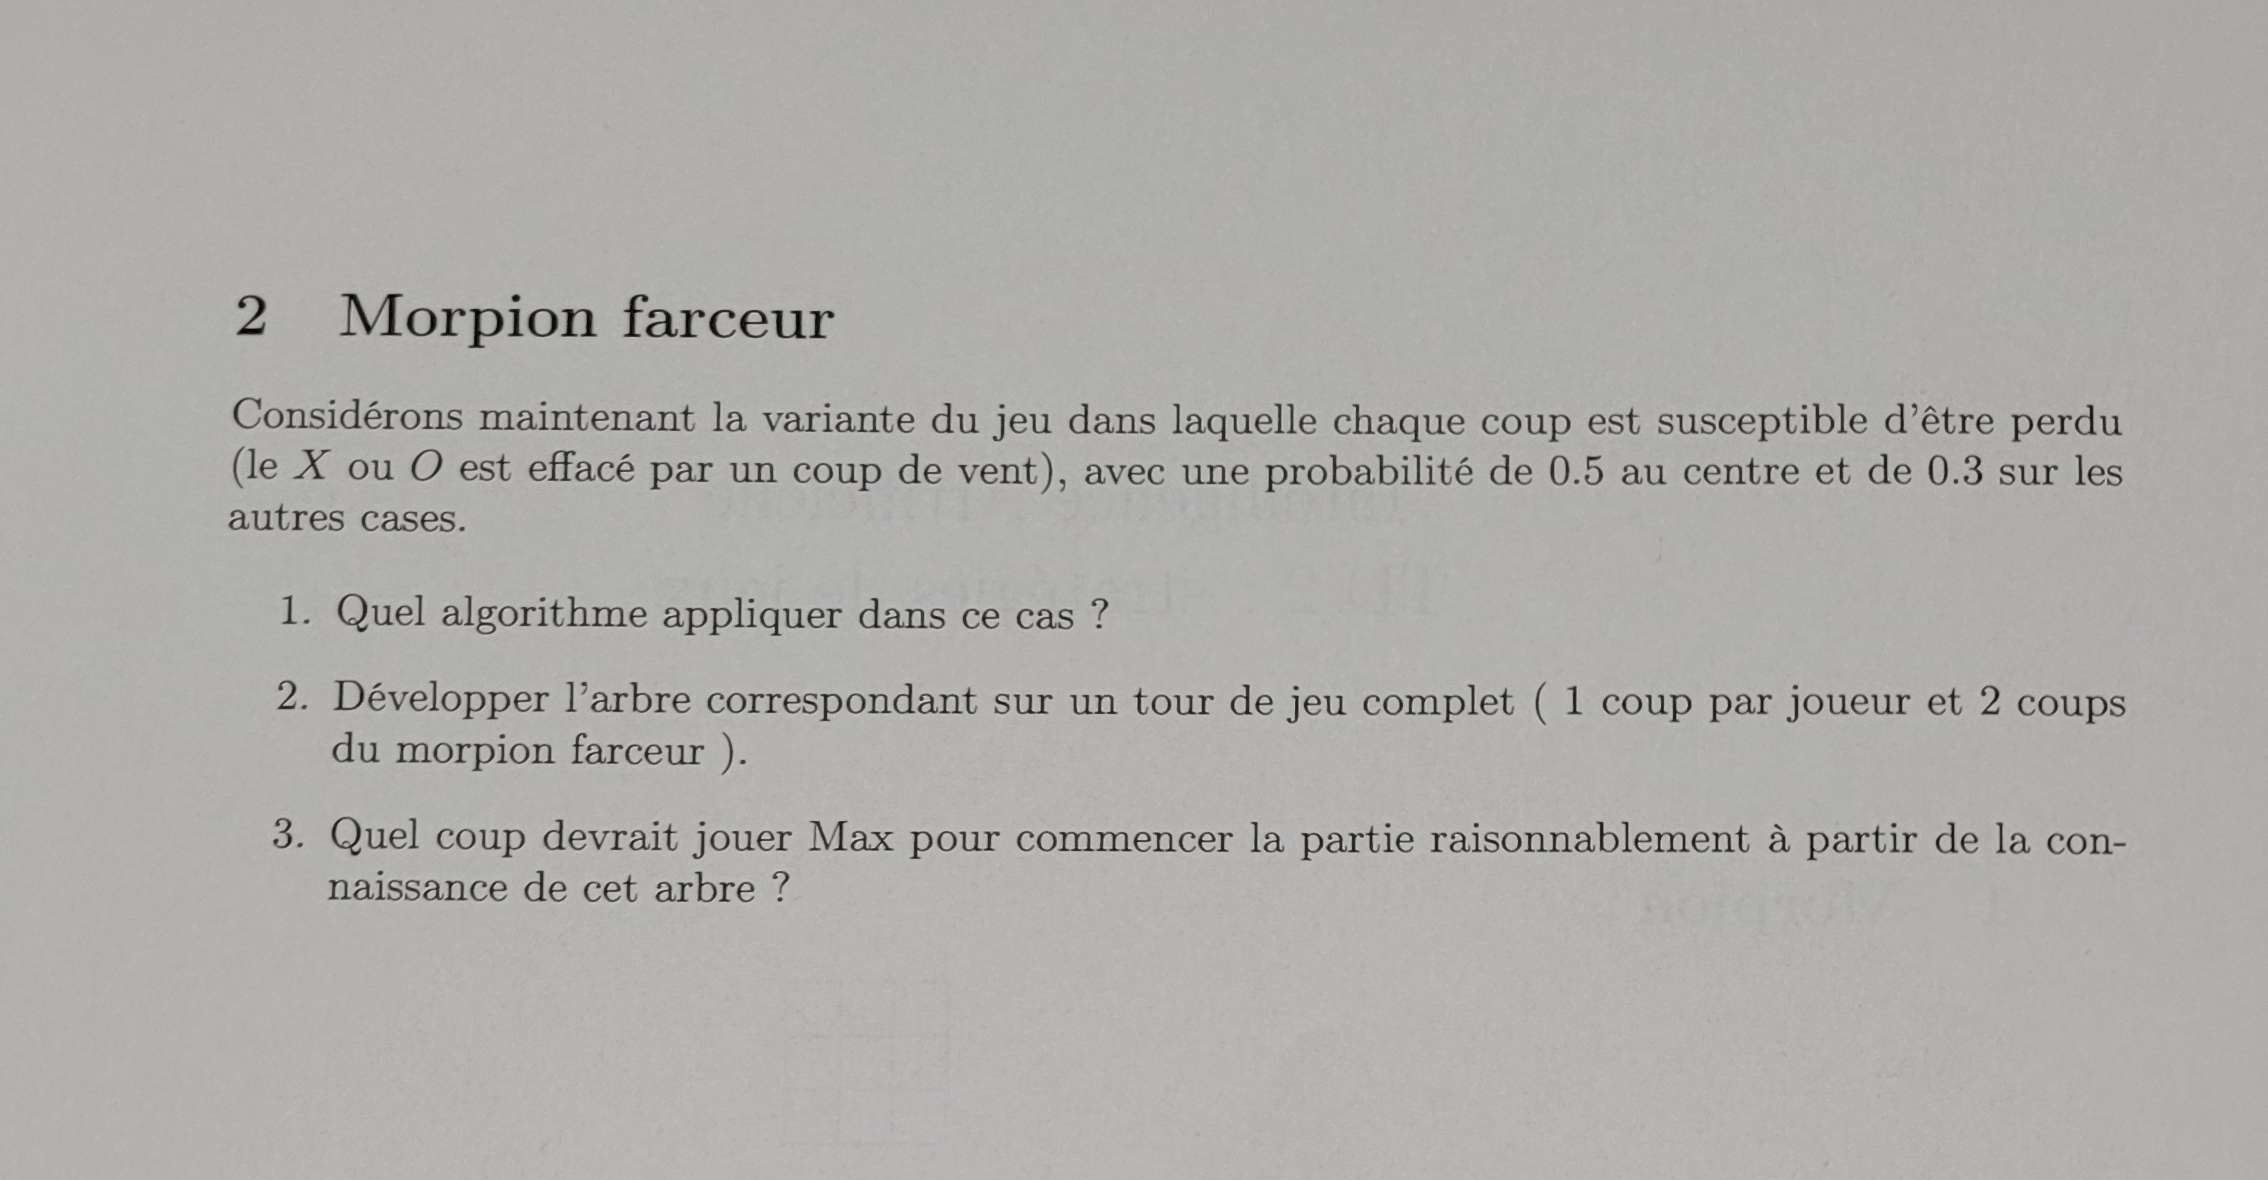 2 Morpion farceur
Considérons maintenant la variante du jeu dans laquelle chaque coup est susceptible d'être perdu
(le X ou O est effacé par un coup de vent), avec une probabilité de 0.5 au centre et de 0.3 sur les
autres cases.
1. Quel algorithme appliquer dans ce cas ?
2. Développer l'arbre correspondant sur un tour de jeu complet ( 1 coup par joueur et 2 coups
du morpion farceur ).
3. Quel coup devrait jouer Max pour commencer la partie raisonnablement à partir de la con-
naissance de cet arbre ?